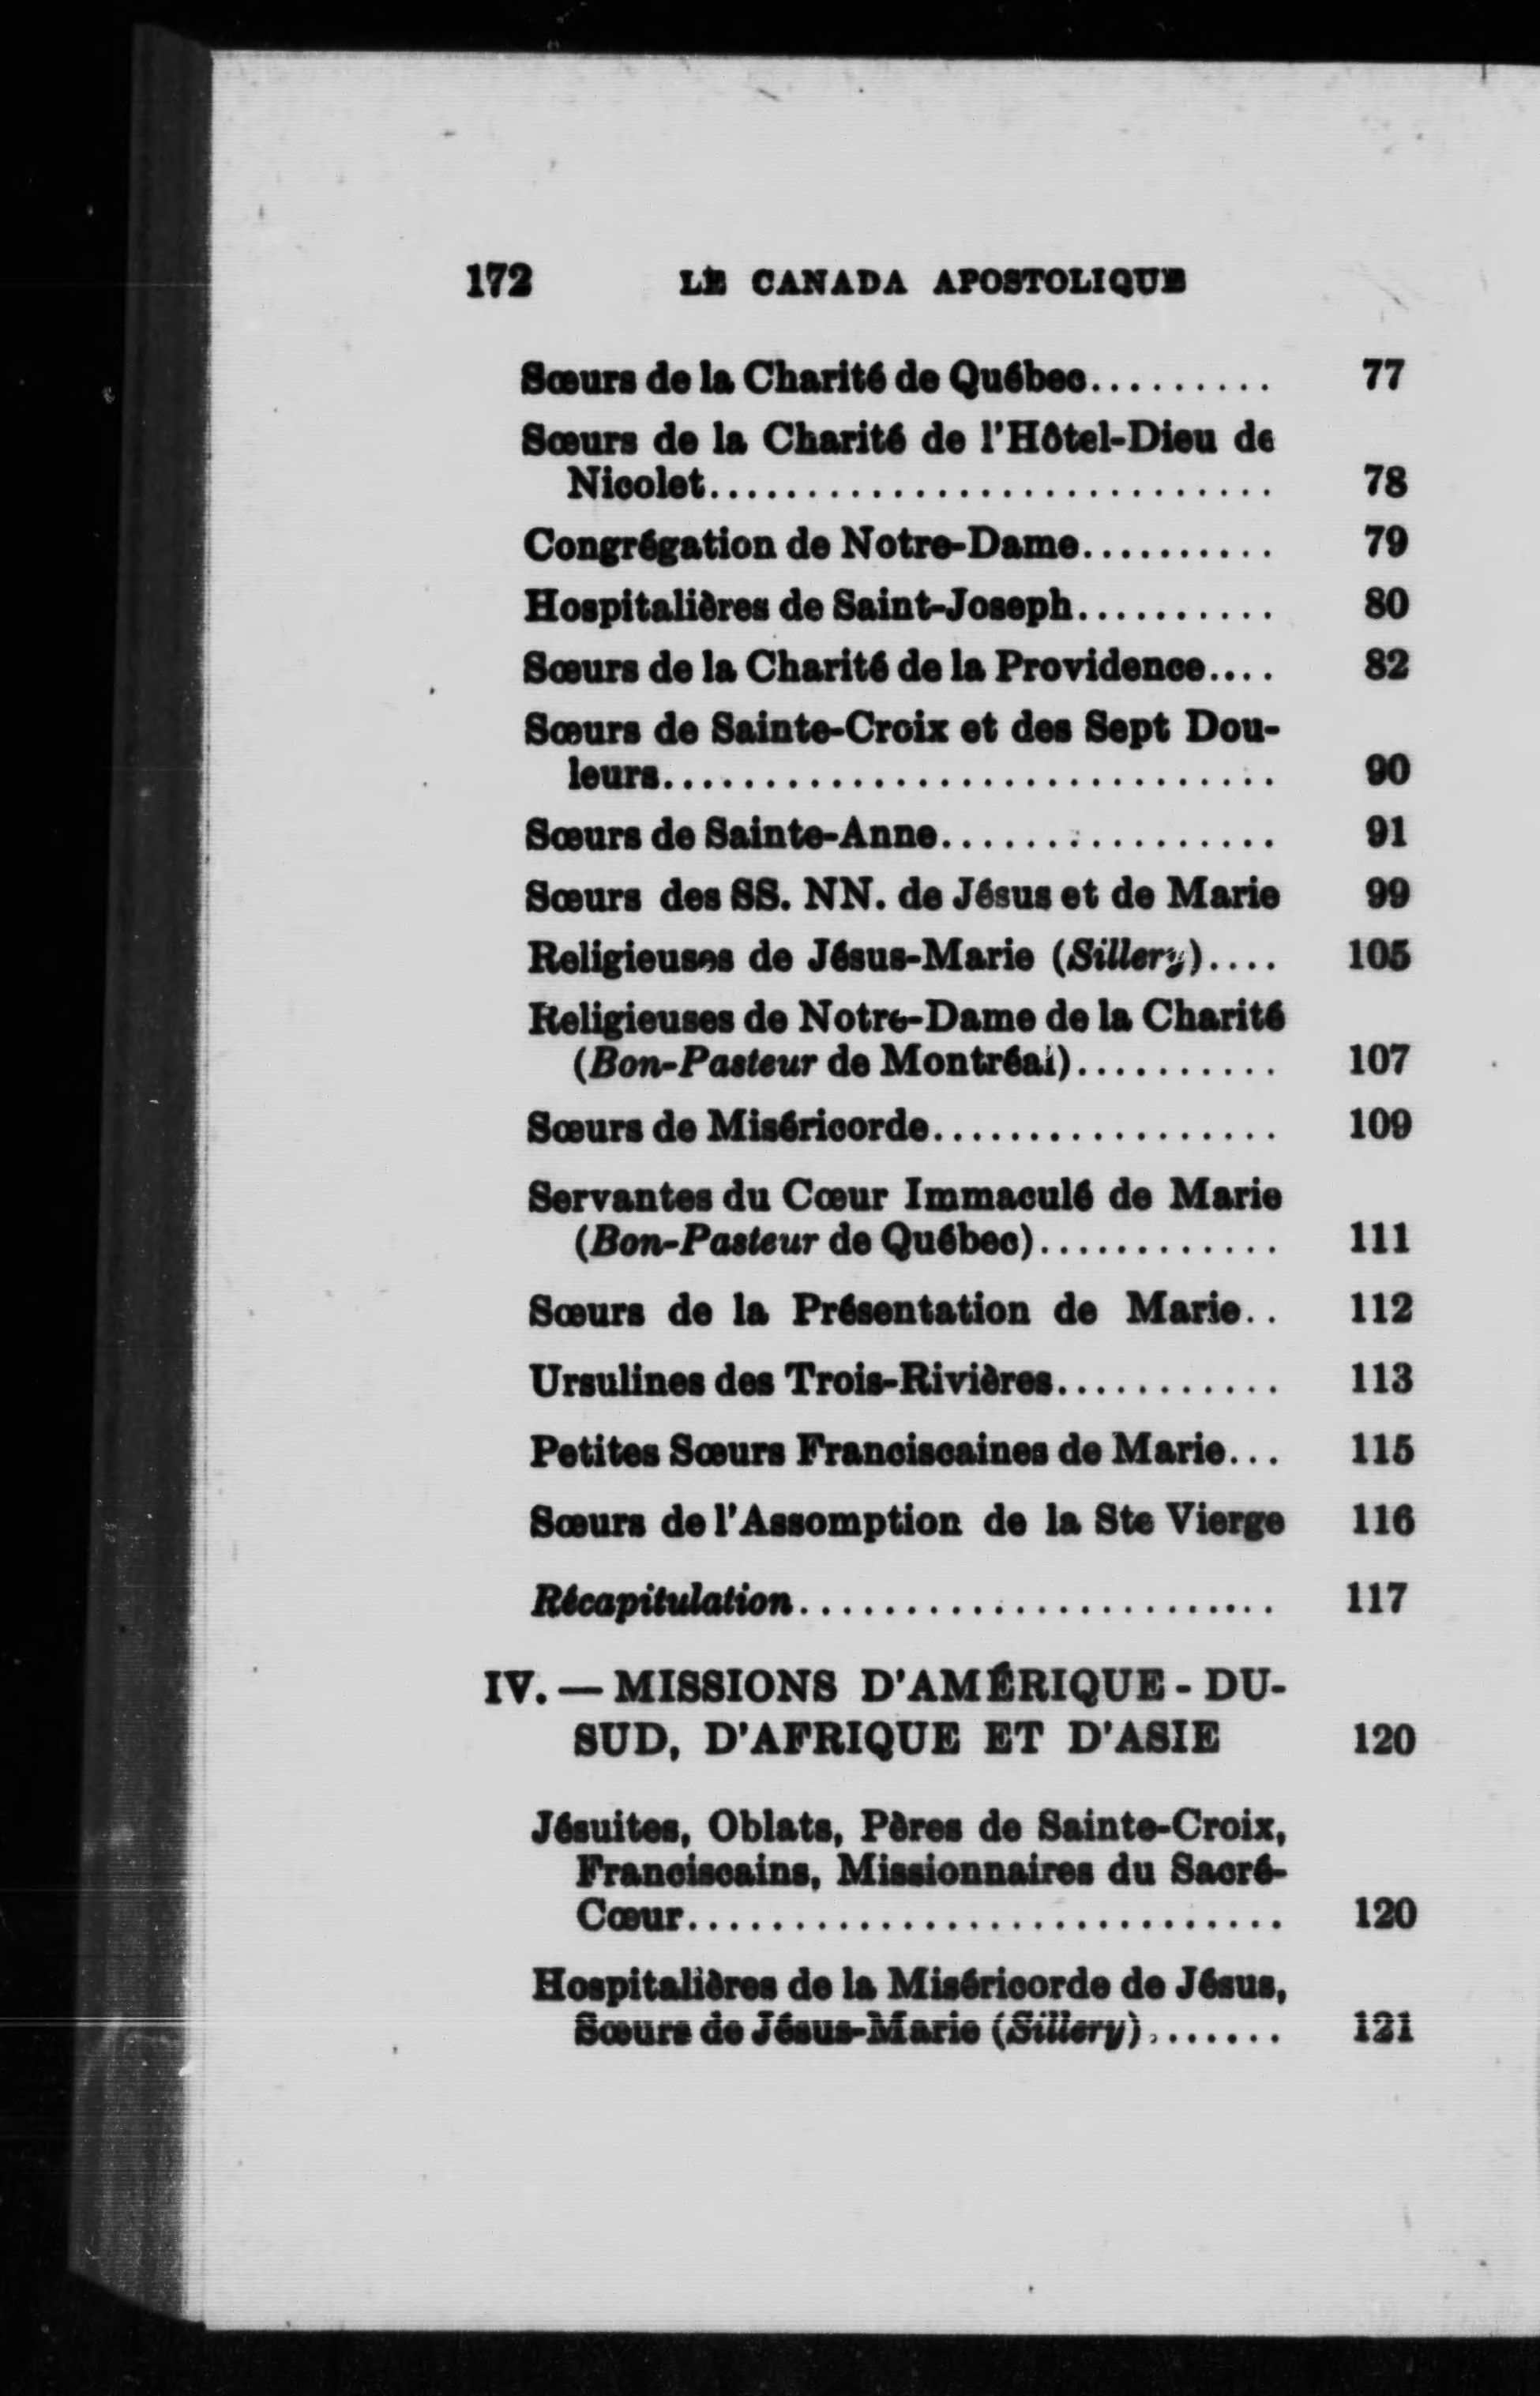 172 LE CANADA APOSTOLIQUE
Sœurs de la Charité de Québec.......... 77
Sœurs de la Charité de l'Hôtel-Dieu de
Nicolet............................. 78
Congrégation de Notre-Dame.......... 79
Hospitalières de Saint-Joseph.......... 80
Sœurs de la Charité de la Providence.... 82
Sœurs de Sainte-Croix et des Sept Dou-
leurs............................... 90
Sœurs de Sainte-Anne................. 91
Sœurs des SS. NN. de Jésus et de Marie 99
Religieuses de Jésus-Marie (Sillery).... 105
Religieuses de Notre-Dame de la Charité
(Bon-Pasteur de Montréal).......... 107
Sœurs de Miséricorde.................. 109
Servantes du Cœur Immaculé de Marie
(Bon-Pasteur de Québec)............ 111
Sœurs de la Présentation de Marie.. 112
Ursulines des Trois-Rivières........... 113
Petites Sœurs Franciscaines de Marie... 115
Sœurs de l'Assomption de la Ste Vierge 116
Récapitulation........................ 117
IV. — MISSIONS D'AMÉRIQUE-DU-
SUD, D'AFRIQUE ET D'ASIE 120
Jésuites, Oblats, Pères de Sainte-Croix,
Franciscains, Missionnaires du Sacré-
Cœur............................. 120
Hospitalières de la Miséricorde de Jésus,
Sœurs de Jésus-Marie (Sillery)....... 121